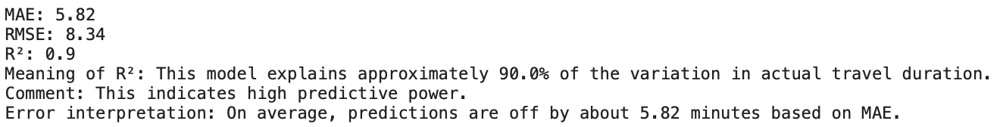 MAE: 5.82
RMSE: 8.34
R²: 0.9
Meaning of R²: This model explains approximately 90.0% of the variation in actual travel duration.
Comment: This indicates high predictive power.
Error interpretation: On average, predictions are off by about 5.82 minutes based on MAE.